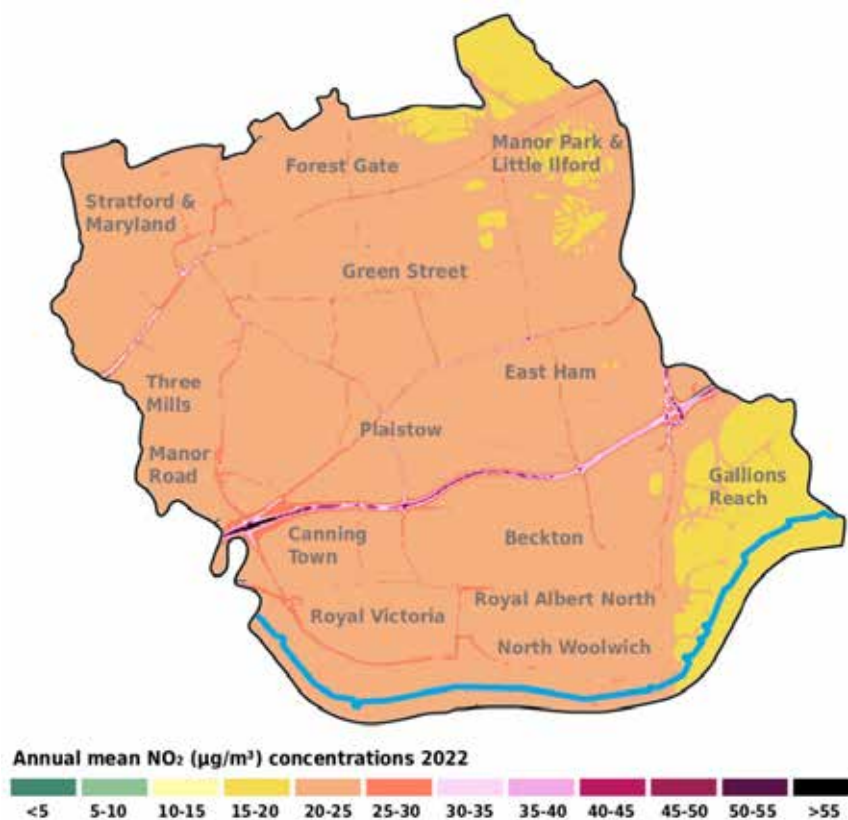 Manor Park &
Little Ilford
Forest Gate
Stratford &
Maryland
Green Street
East Ham
Three
Mills
Plaistow
Manor
Road
Gallions
Reach
Canning
Town
Beckton
Royal Albert North
Royal Victoria
North Woolwich
Annual mean NO₂ (µg/m³) concentrations 2022
<5 5-10 10-15 15-20 20-25 25-30 30-35 35-40 40-45 45-50 50-55 >55